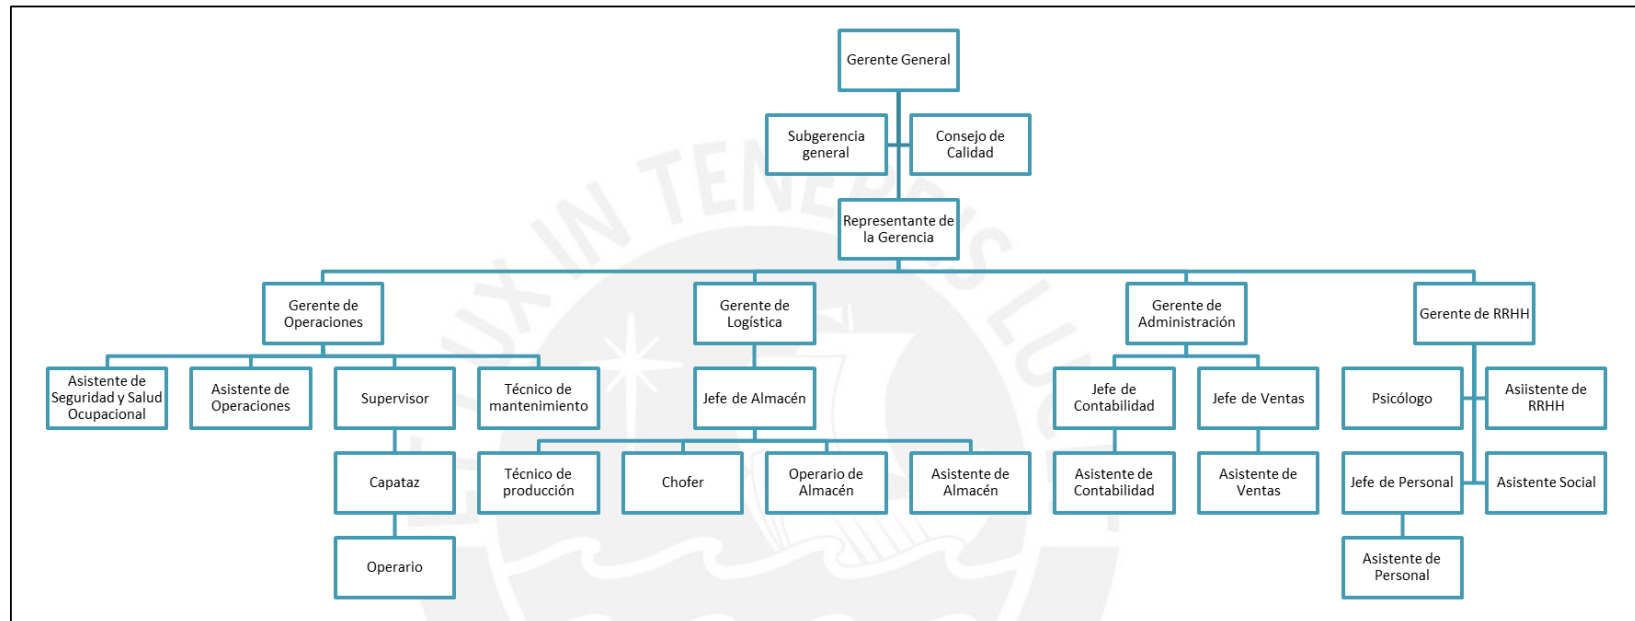 Gerente General
Subgerencia
general
Consejo de
Calidad
Representante de
la Gerencia
Gerente de
Operaciones
Gerente de
Logística
Gerente de
Administración
Gerente de RRHH
Asistente de
Seguridad y Salud
Ocupacional
Asistente de
Operaciones
Supervisor
Técnico de
mantenimiento
Jefe de Almacén
Jefe de
Contabilidad
Jefe de Ventas
Psicólogo
Asiistente de
RRHH
Capataz
Técnico de
producción
Chofer
Operario de
Almacén
Asistente de
Almacén
Asistente de
Contabilidad
Asistente de
Ventas
Jefe de Personal
Asistente Social
Operario
Asistente de
Personal